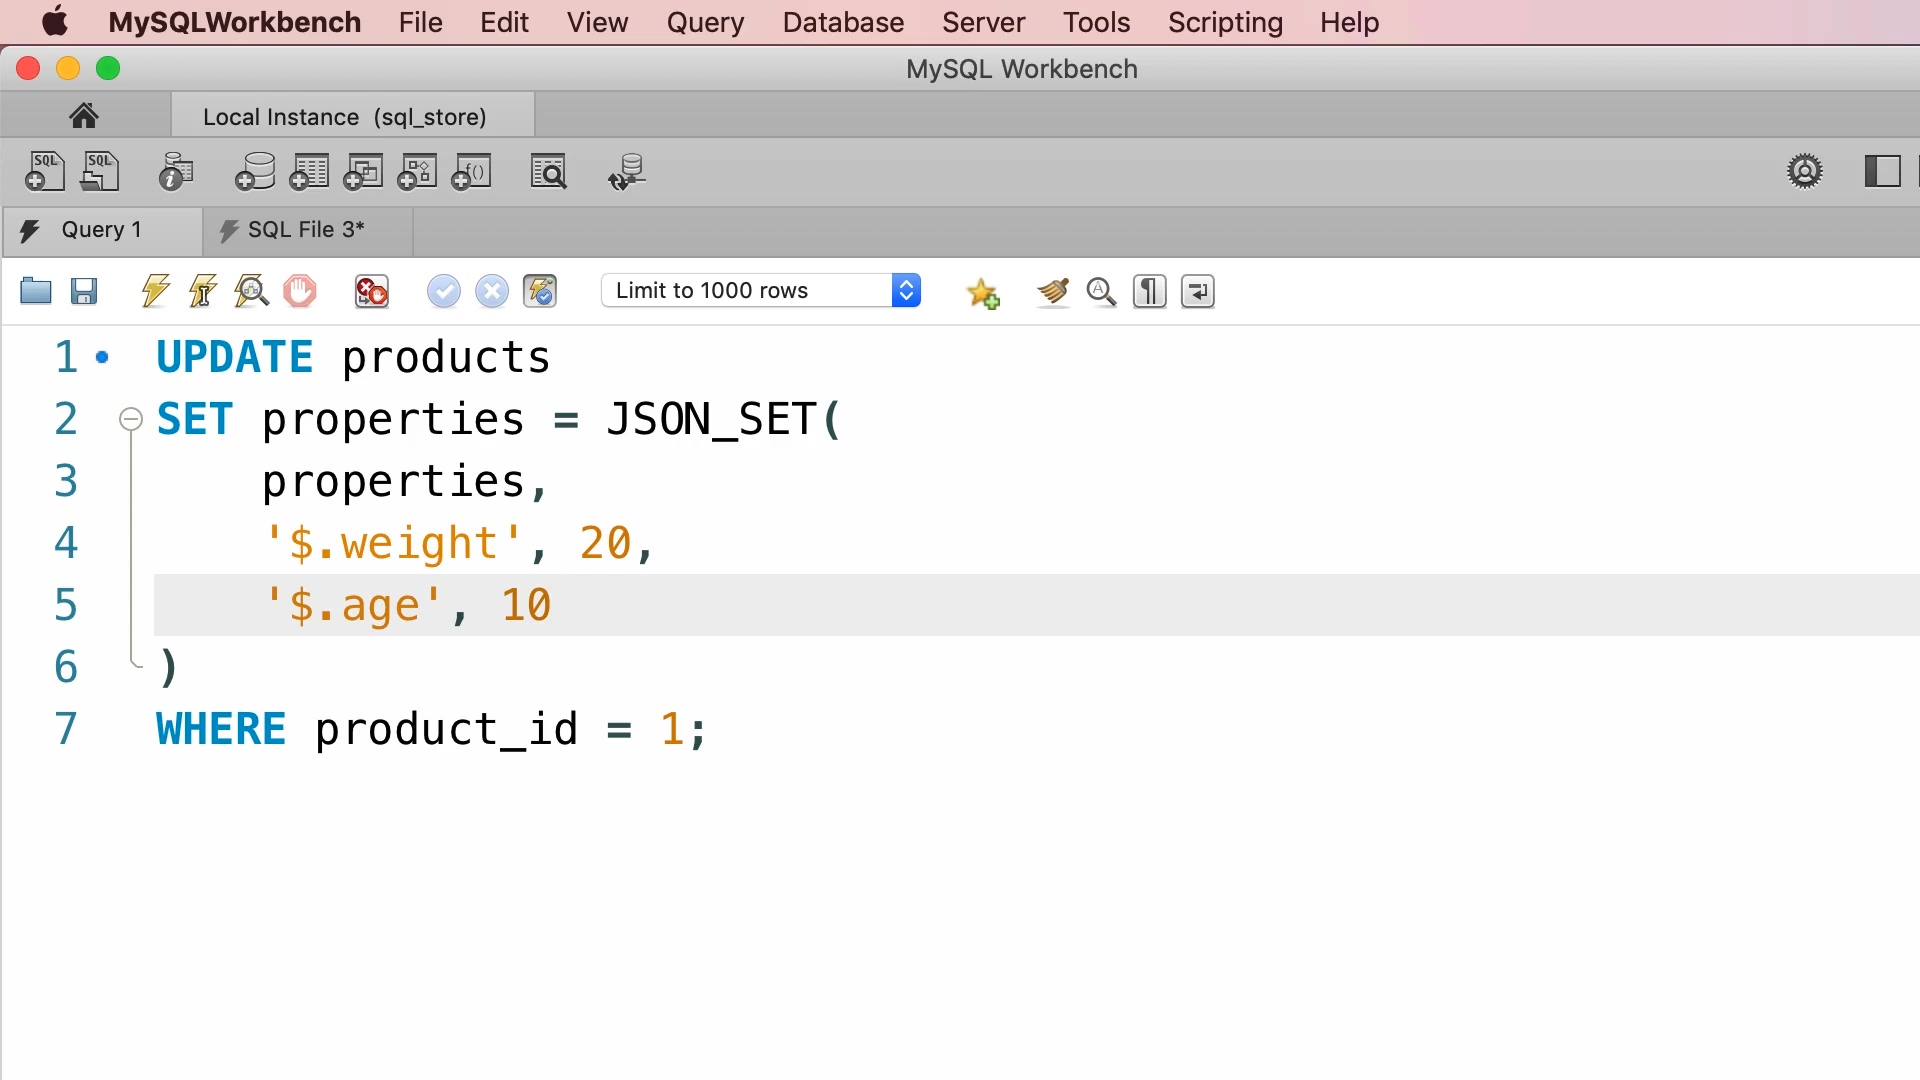 MySQLWorkbench File Edit View Query Database Server Tools Scripting Help
MySQL Workbench
Local Instance (sql_store)
SQL SQL f()
Query 1 SQL File 3*
Limit to 1000 rows
1 UPDATE products
2 SET properties = JSON_SET(
3 properties,
4 '$.weight', 20,
5 '$.age', 10
6 )
7 WHERE product_id = 1;